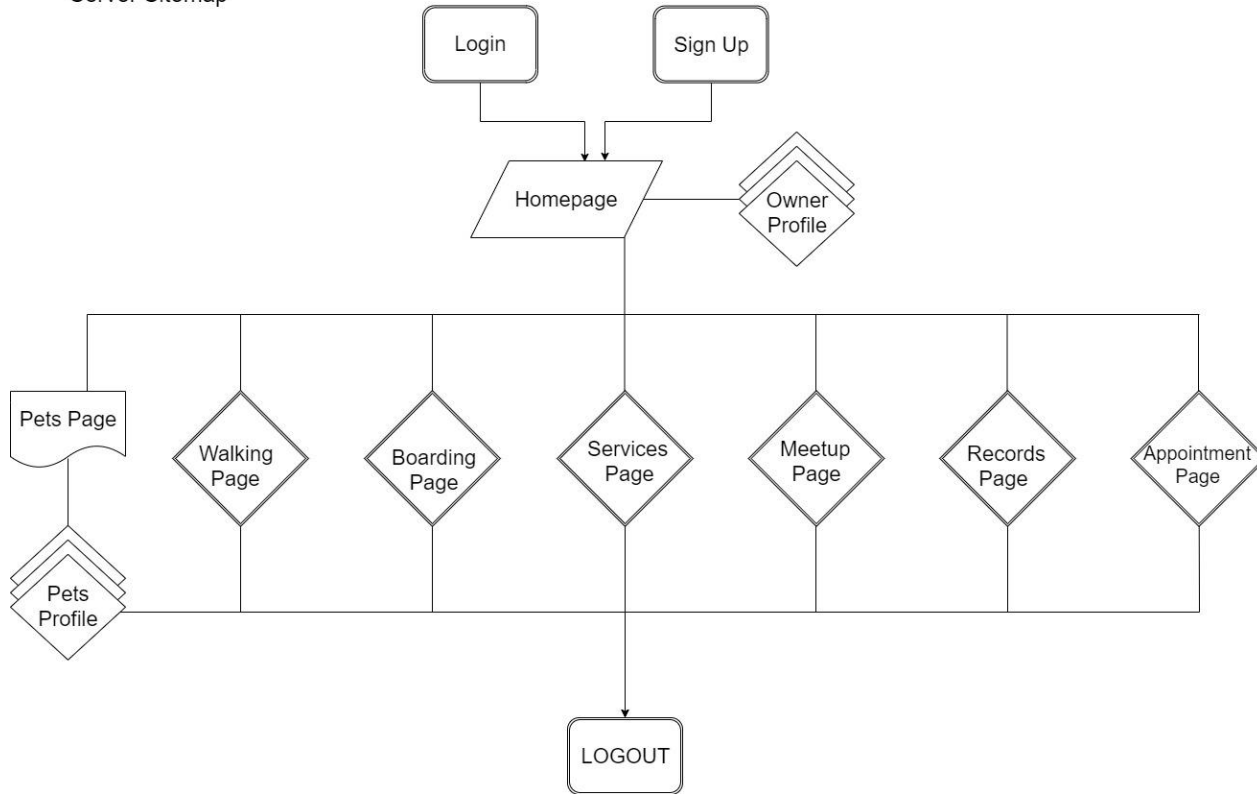 Server Sitemap
Login
Sign Up
Homepage
Owner
Profile
Pets Page
Walking
Page
Boarding
Page
Services
Page
Meetup
Page
Records
Page
Appointment
Page
Pets
Profile
LOGOUT